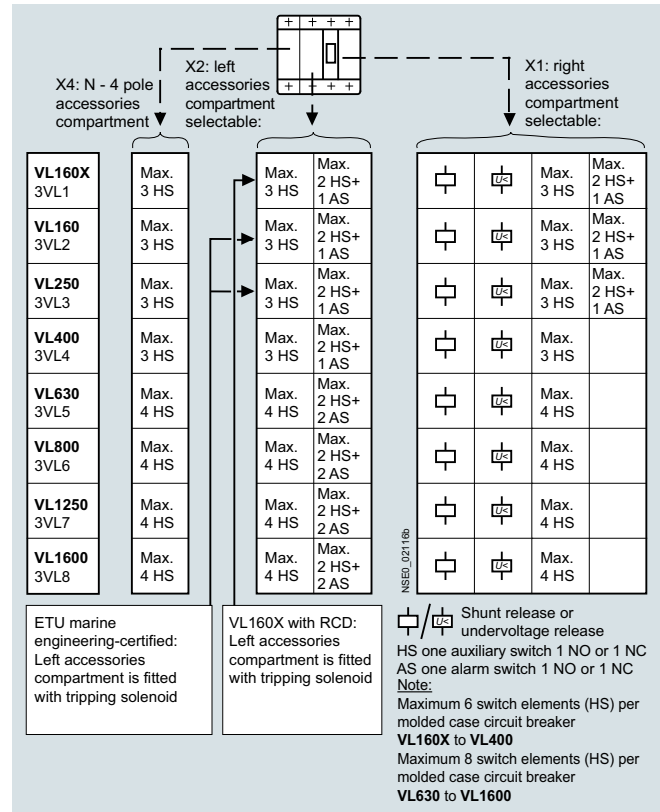 X4: N - 4 pole
accessories
compartment
X2: left
accessories
compartment
selectable:
X1: right
accessories
compartment
selectable:
VL160X
3VL1
Max.
3 HS
Max.
3 HS
Max.
2 HS+
1 AS
U<
Max.
3 HS
Max.
2 HS+
1 AS
VL160
3VL2
Max.
3 HS
Max.
3 HS
Max.
2 HS+
1 AS
U<
Max.
3 HS
Max.
2 HS+
1 AS
VL250
3VL3
Max.
3 HS
Max.
3 HS
Max.
2 HS+
1 AS
U<
Max.
3 HS
Max.
2 HS+
1 AS
VL400
3VL4
Max.
3 HS
Max.
3 HS
Max.
2 HS+
1 AS
U<
Max.
3 HS
VL630
3VL5
Max.
4 HS
Max.
4 HS
Max.
2 HS+
2 AS
U<
Max.
4 HS
VL800
3VL6
Max.
4 HS
Max.
4 HS
Max.
2 HS+
2 AS
U<
Max.
4 HS
VL1250
3VL7
Max.
4 HS
Max.
4 HS
Max.
2 HS+
2 AS
U<
Max.
4 HS
VL1600
3VL8
Max.
4 HS
Max.
4 HS
Max.
2 HS+
2 AS
U<
Max.
4 HS
NSE0_02116b
ETU marine
engineering-certified:
Left accessories
compartment is fitted
with tripping solenoid
VL160X with RCD:
Left accessories
compartment is fitted
with tripping solenoid
/ U< Shunt release or
undervoltage release
HS one auxiliary switch 1 NO or 1 NC
AS one alarm switch 1 NO or 1 NC
Note:
Maximum 6 switch elements (HS) per
molded case circuit breaker
VL160X to VL400
Maximum 8 switch elements (HS) per
molded case circuit breaker
VL630 to VL1600